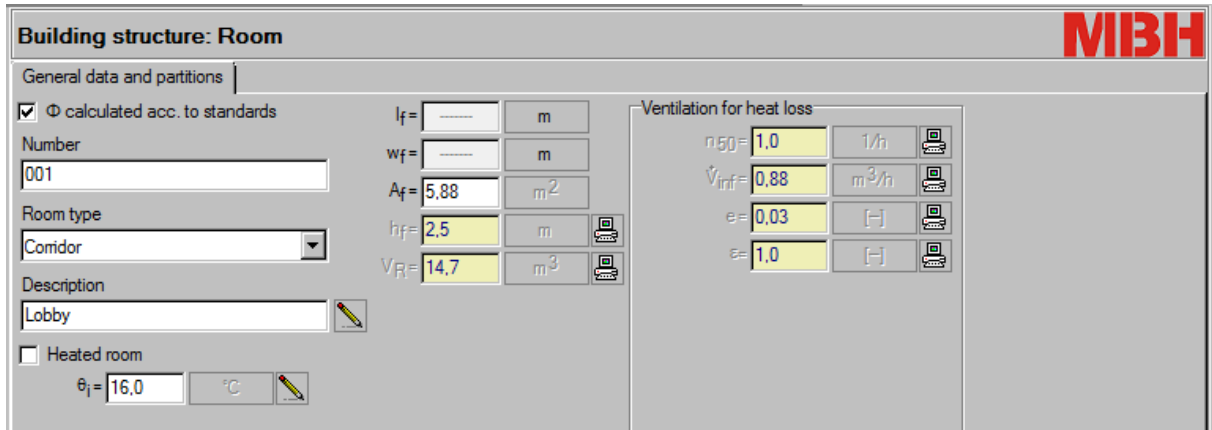 Building structure: Room
MBH
General data and partitions
Φ calculated acc. to standards
Number
001
Room type
Corridor
Description
Lobby
Heated room
θi= 16,0 °C
lf= ------- m
wf= ------- m
Af= 5,88 m2
hf= 2,5 m
VR= 14,7 m3
Ventilation for heat loss
n50= 1,0 1/h
V̇inf= 0,88 m3/h
e= 0,03 [-]
ε= 1,0 [-]